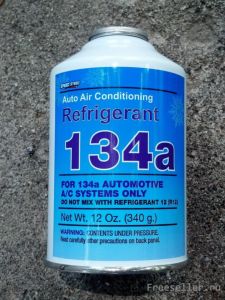 Auto Air Conditioning
Refrigerant
134a
FOR 134a AUTOMOTIVE
A/C SYSTEMS ONLY
DO NOT MIX WITH REFRIGERANT 12 (R12)
Net Wt. 12 Oz. (340 g.)
WARNING: CONTENTS UNDER PRESSURE.
Read carefully other precautions on back panel.
Freeseller.ru